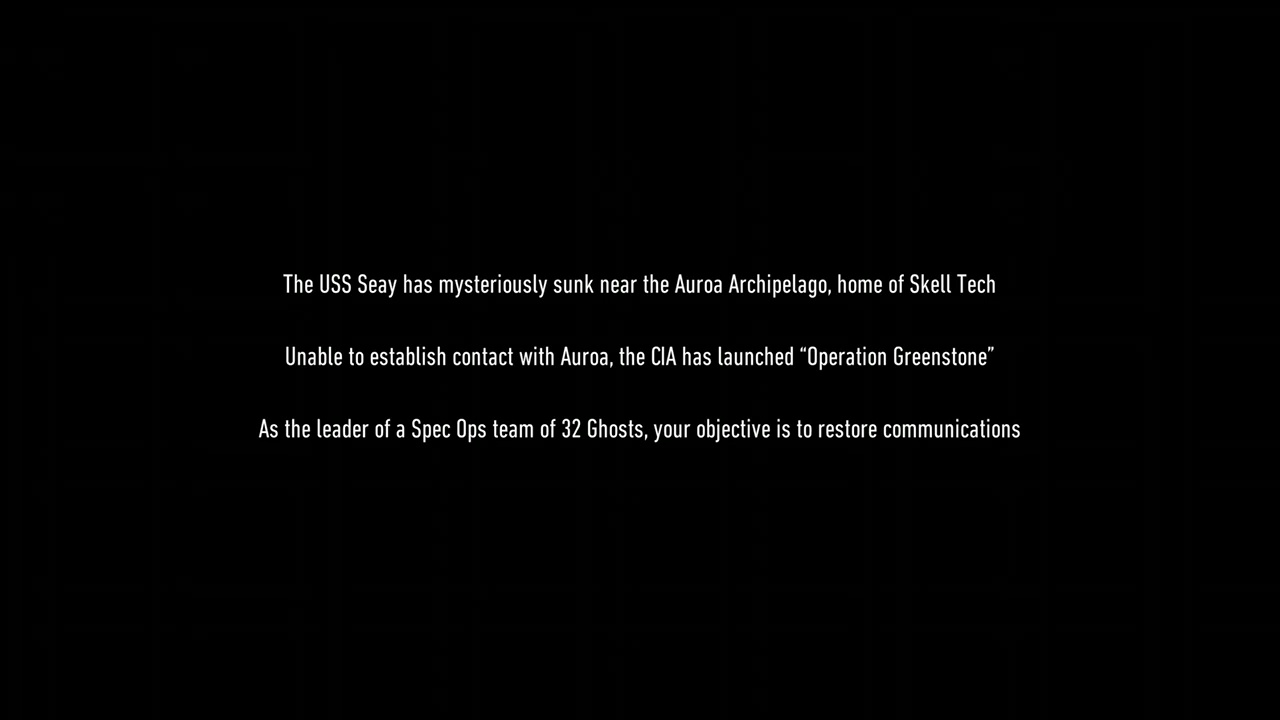 The USS Seay has mysteriously sunk near the Auroa Archipelago, home of Skell Tech
Unable to establish contact with Auroa, the CIA has launched “Operation Greenstone”
As the leader of a Spec Ops team of 32 Ghosts, your objective is to restore communications